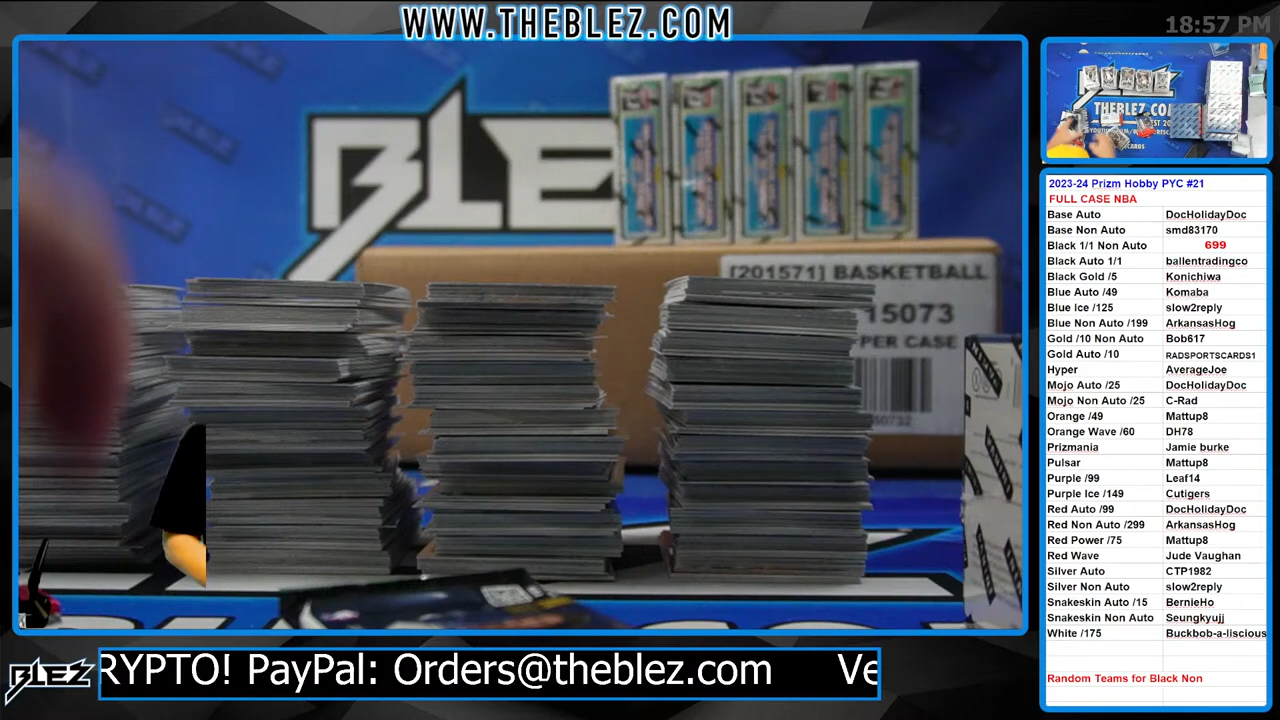 WWW.THEBLEZ.COM
18:57 PM
BLEZ
[201571] BASKETBALL
15073
PER CASE
THEBLEZ.CO
2023-24 Prizm Hobby PYC #21
FULL CASE NBA
Base Auto DocHolidayDoc
Base Non Auto smd83170
Black 1/1 Non Auto 699
Black Auto 1/1 ballentradingco
Black Gold /5 Konichiwa
Blue Auto /49 Komaba
Blue Ice /125 slow2reply
Blue Non Auto /199 ArkansasHog
Gold /10 Non Auto Bob617
Gold Auto /10 RADSPORTSCARDS1
Hyper AverageJoe
Mojo Auto /25 DocHolidayDoc
Mojo Non Auto /25 C-Rad
Orange /49 Mattup8
Orange Wave /60 DH78
Prizmania Jamie burke
Pulsar Mattup8
Purple /99 Leaf14
Purple Ice /149 Cutigers
Red Auto /99 DocHolidayDoc
Red Non Auto /299 ArkansasHog
Red Power /75 Mattup8
Red Wave Jude Vaughan
Silver Auto CTP1982
Silver Non Auto slow2reply
Snakeskin Auto /15 BernieHo
Snakeskin Non Auto Seungkyujj
White /175 Buckbob-a-liscious
Random Teams for Black Non
BLEZ
RYPTO! PayPal: Orders@theblez.com Ve